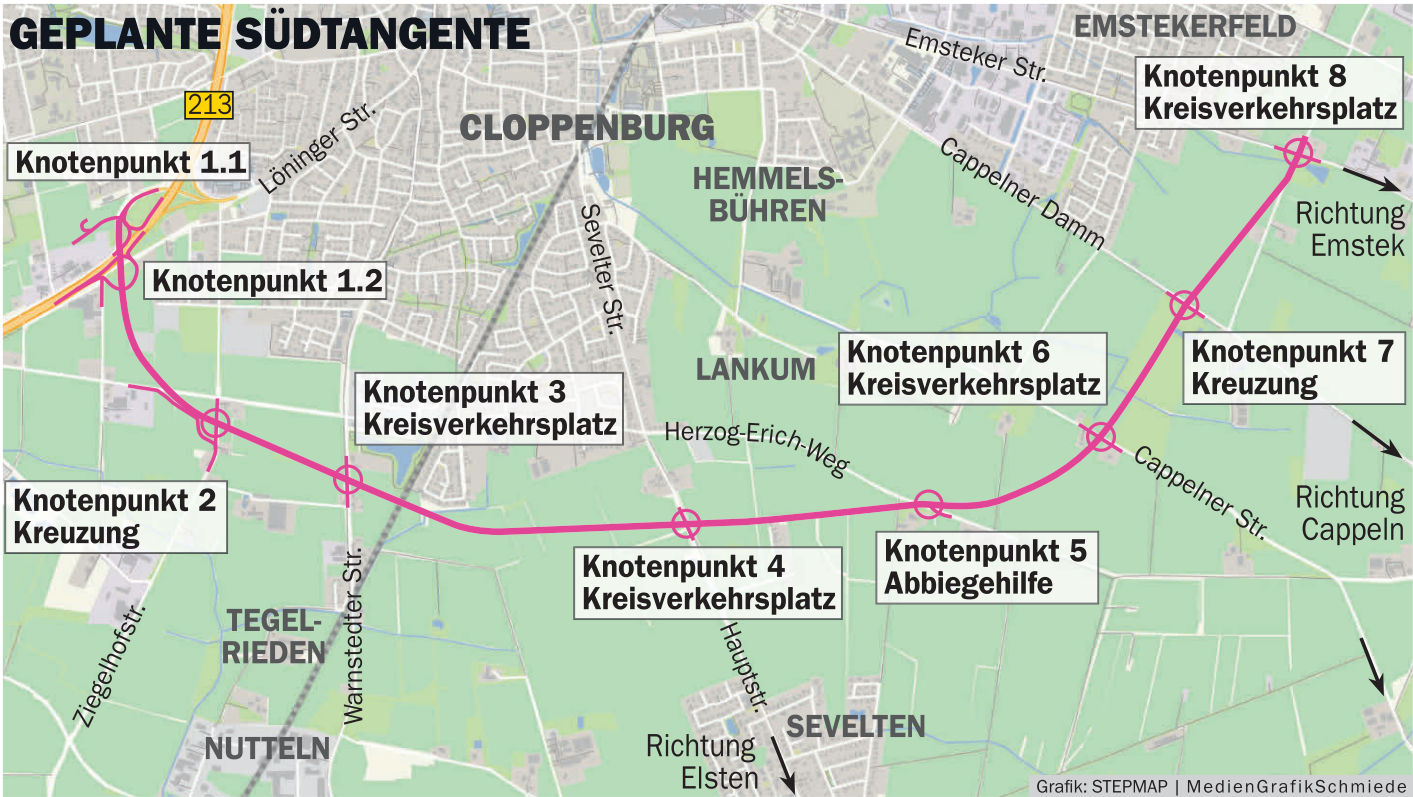 GEPLANTE SÜDTANGENTE
EMSTEKERFELD
Emsteker Str.
Knotenpunkt 8
Kreisverkehrsplatz
213
Löninger Str.
CLOPPENBURG
Knotenpunkt 1.1
Cappelner Damm
HEMMELS-
BÜHREN
Richtung
Emstek
Sevelter Str.
Knotenpunkt 1.2
LANKUM
Knotenpunkt 6
Kreisverkehrsplatz
Knotenpunkt 7
Kreuzung
Knotenpunkt 3
Kreisverkehrsplatz
Herzog-Erich-Weg
Cappelner Str.
Knotenpunkt 2
Kreuzung
Richtung
Cappeln
Knotenpunkt 4
Kreisverkehrsplatz
Knotenpunkt 5
Abbiegehilfe
Ziegelhofstr.
TEGEL-
RIEDEN
Warnstedter Str.
Hauptstr.
NUTTELN
SEVELTEN
Richtung
Elsten
Grafik: STEPMAP | MedienGrafikSchmiede